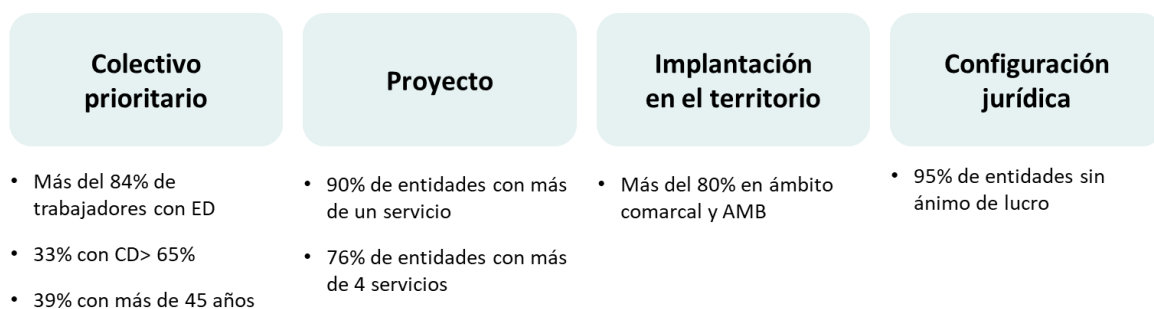 Colectivo
prioritario
• Más del 84% de
trabajadores con ED
• 33% con CD> 65%
• 39% con más de 45 años
Proyecto
• 90% de entidades con más
de un servicio
• 76% de entidades con más
de 4 servicios
Implantación
en el territorio
• Más del 80% en ámbito
comarcal y AMB
Configuración
jurídica
• 95% de entidades sin
ánimo de lucro